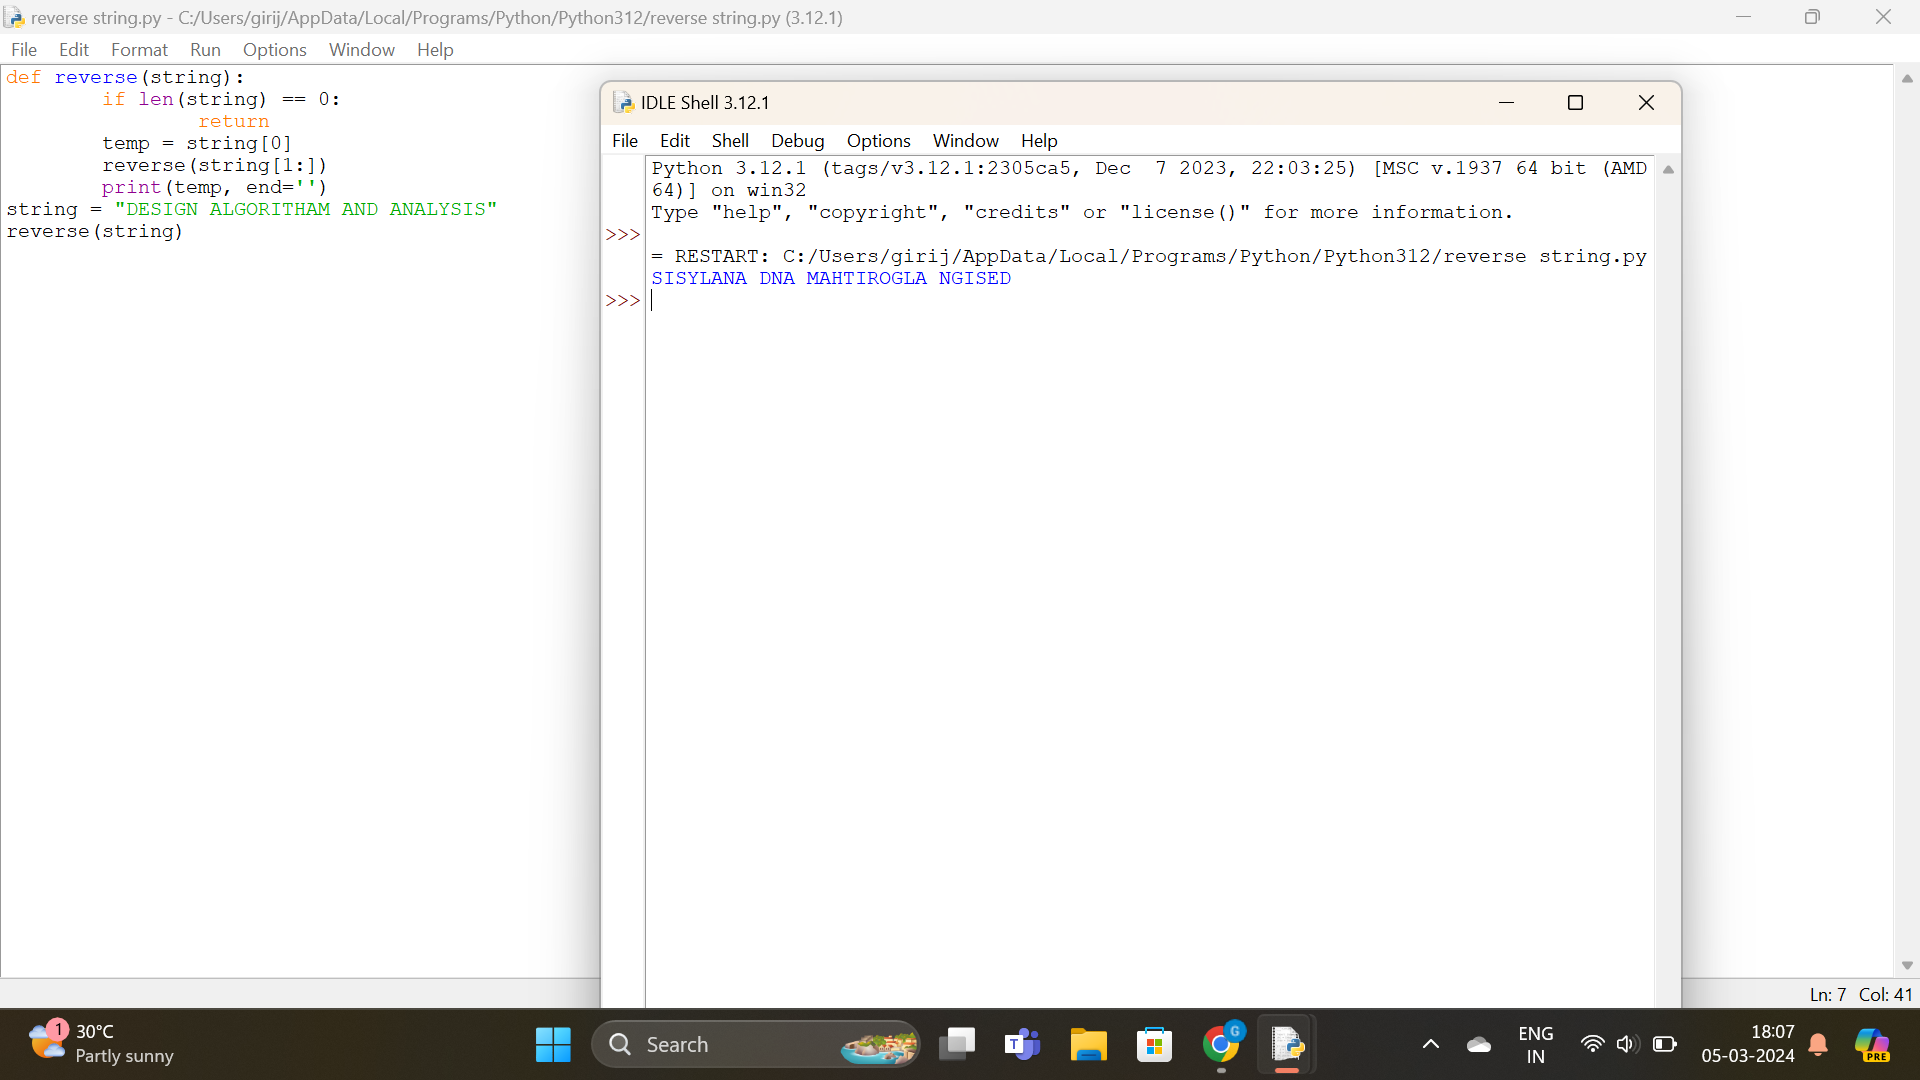 reverse string.py - C:/Users/girij/AppData/Local/Programs/Python/Python312/reverse string.py (3.12.1)
File Edit Format Run Options Window Help
def reverse(string):
        if len(string) == 0:
                return
        temp = string[0]
        reverse(string[1:])
        print(temp, end='')
string = "DESIGN ALGORITHAM AND ANALYSIS"
reverse(string)
IDLE Shell 3.12.1
File Edit Shell Debug Options Window Help
Python 3.12.1 (tags/v3.12.1:2305ca5, Dec  7 2023, 22:03:25) [MSC v.1937 64 bit (AMD
64)] on win32
Type "help", "copyright", "credits" or "license()" for more information.
>>>
= RESTART: C:/Users/girij/AppData/Local/Programs/Python/Python312/reverse string.py
SISYLANA DNA MAHTIROGLA NGISED
>>>
Ln: 7 Col: 41
1
30°C
Partly sunny
Search
T
G
ENG
IN
18:07
05-03-2024
PRE